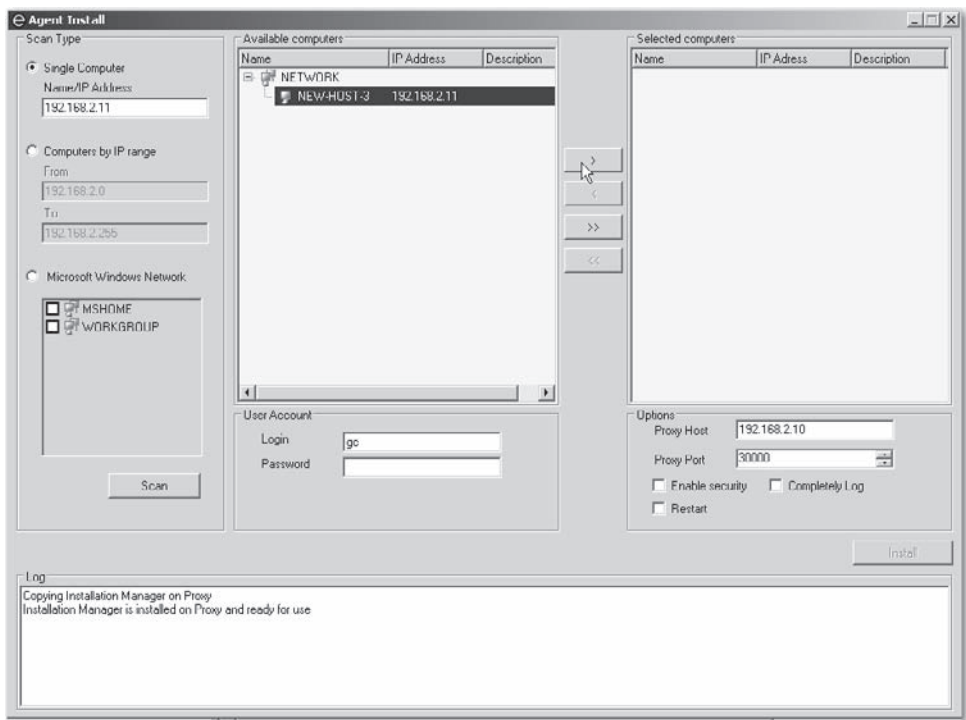 Agent Install
Scan Type
Single Computer
Name/IP Address
192.168.2.11
Computers by IP range
From
192.168.2.0
To
192.168.2.255
Microsoft Windows Network
MSHOME
WORKGROUP
Scan
Available computers
Name IP Address Description
NETWORK
NEW-HOST-3 192.168.2.11
User Account
Login gc
Password
>
<
>>
<<
Selected computers
Name IP Adress Description
Options
Proxy Host 192.168.2.10
Proxy Port 30000
Enable security Completely Log
Restart
Install
Log
Copying Installation Manager on Proxy
Installation Manager is installed on Proxy and ready for use